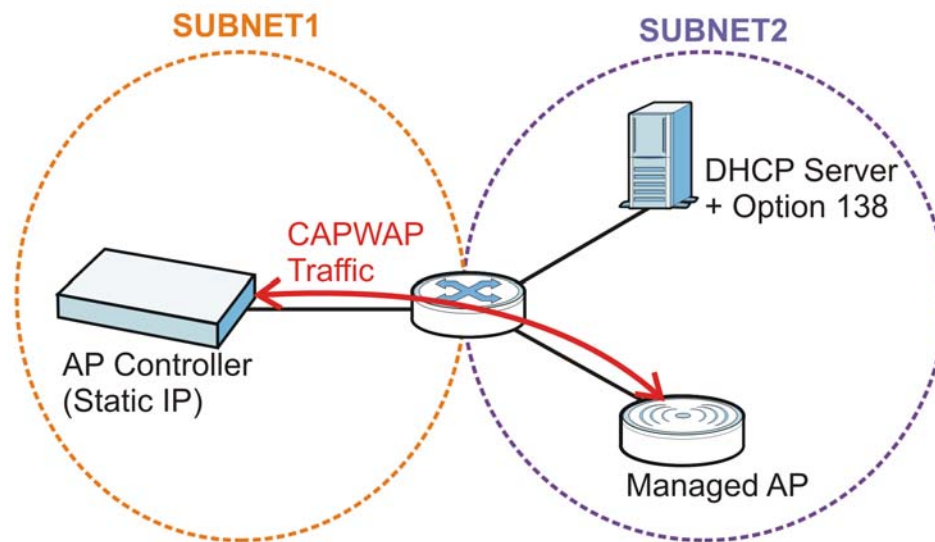 SUBNET1
SUBNET2
DHCP Server
+ Option 138
CAPWAP
Traffic
AP Controller
(Static IP)
Managed AP